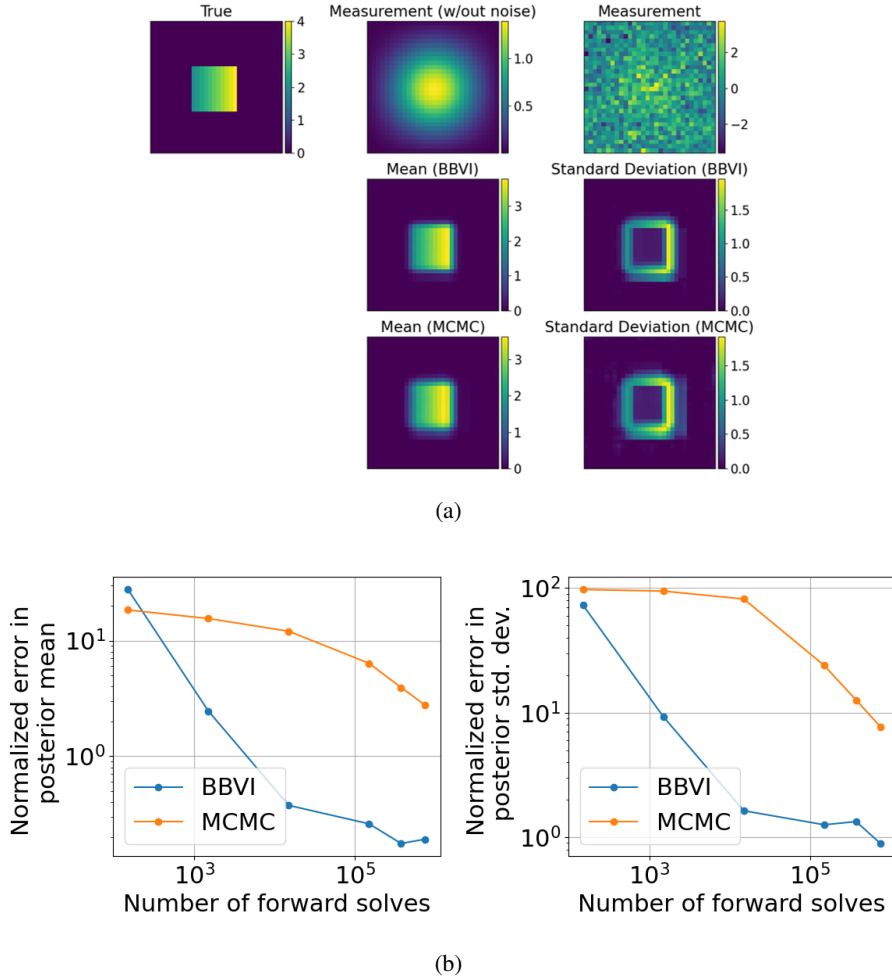 True
4
3
2
1
0
Measurement (w/out noise)
1.0
0.5
Measurement
2
0
−2
Mean (BBVI)
3
2
1
0
Standard Deviation (BBVI)
1.5
1.0
0.5
0.0
Mean (MCMC)
3
2
1
0
Standard Deviation (MCMC)
1.5
1.0
0.5
0.0
(a)
Normalized error in
posterior mean
10^1
10^0
BBVI
MCMC
10^3
10^5
Number of forward solves
Normalized error in
posterior std. dev.
10^2
10^1
10^0
BBVI
MCMC
10^3
10^5
Number of forward solves
(b)